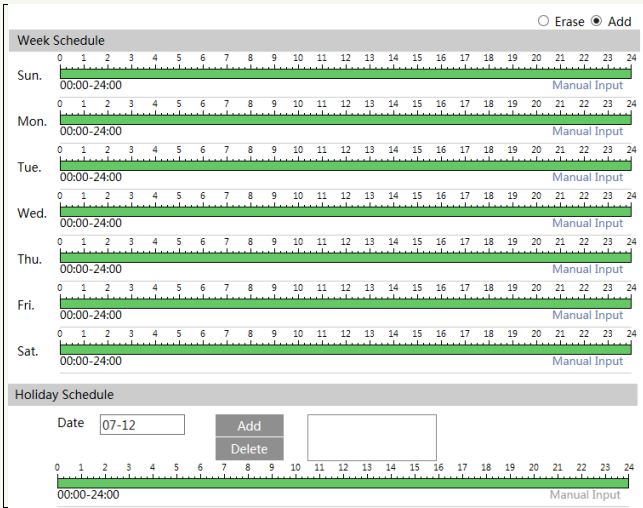 Erase Add
Week Schedule
0 1 2 3 4 5 6 7 8 9 10 11 12 13 14 15 16 17 18 19 20 21 22 23 24
Sun.
00:00-24:00 Manual Input
0 1 2 3 4 5 6 7 8 9 10 11 12 13 14 15 16 17 18 19 20 21 22 23 24
Mon.
00:00-24:00 Manual Input
0 1 2 3 4 5 6 7 8 9 10 11 12 13 14 15 16 17 18 19 20 21 22 23 24
Tue.
00:00-24:00 Manual Input
0 1 2 3 4 5 6 7 8 9 10 11 12 13 14 15 16 17 18 19 20 21 22 23 24
Wed.
00:00-24:00 Manual Input
0 1 2 3 4 5 6 7 8 9 10 11 12 13 14 15 16 17 18 19 20 21 22 23 24
Thu.
00:00-24:00 Manual Input
0 1 2 3 4 5 6 7 8 9 10 11 12 13 14 15 16 17 18 19 20 21 22 23 24
Fri.
00:00-24:00 Manual Input
0 1 2 3 4 5 6 7 8 9 10 11 12 13 14 15 16 17 18 19 20 21 22 23 24
Sat.
00:00-24:00 Manual Input
Holiday Schedule
Date 07-12 Add
Delete
0 1 2 3 4 5 6 7 8 9 10 11 12 13 14 15 16 17 18 19 20 21 22 23 24
00:00-24:00 Manual Input